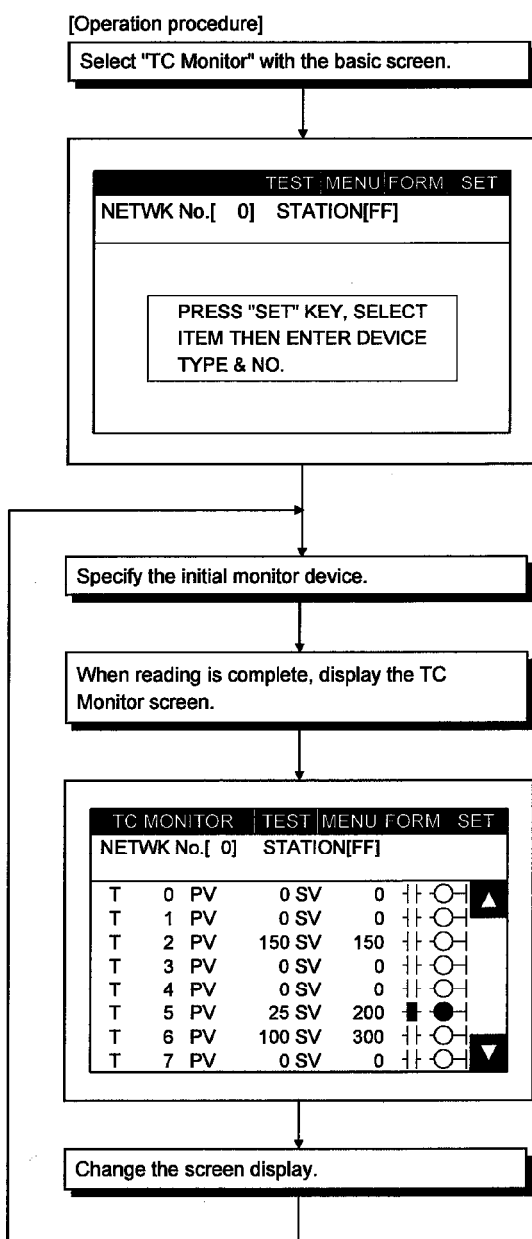 [Operation procedure]
Select "TC Monitor" with the basic screen.
TEST MENU FORM SET
NETWK No.[ 0] STATION[FF]
PRESS "SET" KEY, SELECT
ITEM THEN ENTER DEVICE
TYPE & NO.
Specify the initial monitor device.
When reading is complete, display the TC
Monitor screen.
TC MONITOR TEST MENU FORM SET
NETWK No.[ 0] STATION[FF]
T 0 PV 0 SV 0
T 1 PV 0 SV 0
T 2 PV 150 SV 150
T 3 PV 0 SV 0
T 4 PV 0 SV 0
T 5 PV 25 SV 200
T 6 PV 100 SV 300
T 7 PV 0 SV 0
Change the screen display.